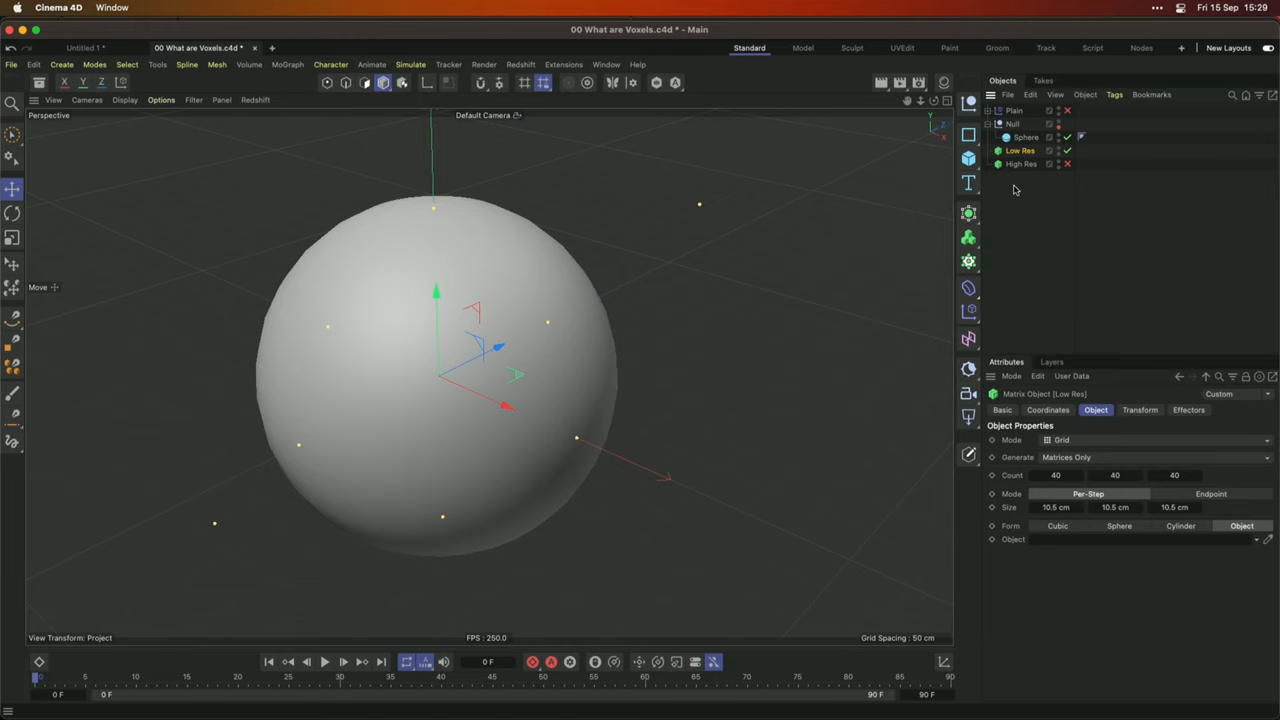 Cinema 4D Window Fri 15 Sep 15:29
00 What are Voxels.c4d * - Main
Untitled 1 * 00 What are Voxels.c4d * Standard Model Sculpt UVEdit Paint Groom Track Script Nodes New Layouts
File Edit Create Modes Select Tools Spline Mesh Volume MoGraph Character Animate Simulate Tracker Render Redshift Extensions Window Help
X Y Z
Objects Takes
View Cameras Display Options Filter Panel Redshift
File Edit View Object Tags Bookmarks
Perspective Default Camera
Y Z X
Plain
Null
Sphere
Low Res
High Res
Move
Attributes Layers
Mode Edit User Data
Matrix Object [Low Res] Custom
Basic Coordinates Object Transform Effectors
Object Properties
Mode Grid
Generate Matrices Only
Count 40 40 40
Mode Per-Step Endpoint
Size 10.5 cm 10.5 cm 10.5 cm
Form Cubic Sphere Cylinder Object
Object
View Transform: Project FPS : 250.0 Grid Spacing : 50 cm
0 F
0 5 10 15 20 25 30 35 40 45 50 55 60 65 70 75 80 85 90
0 F 0 F 90 F 90 F